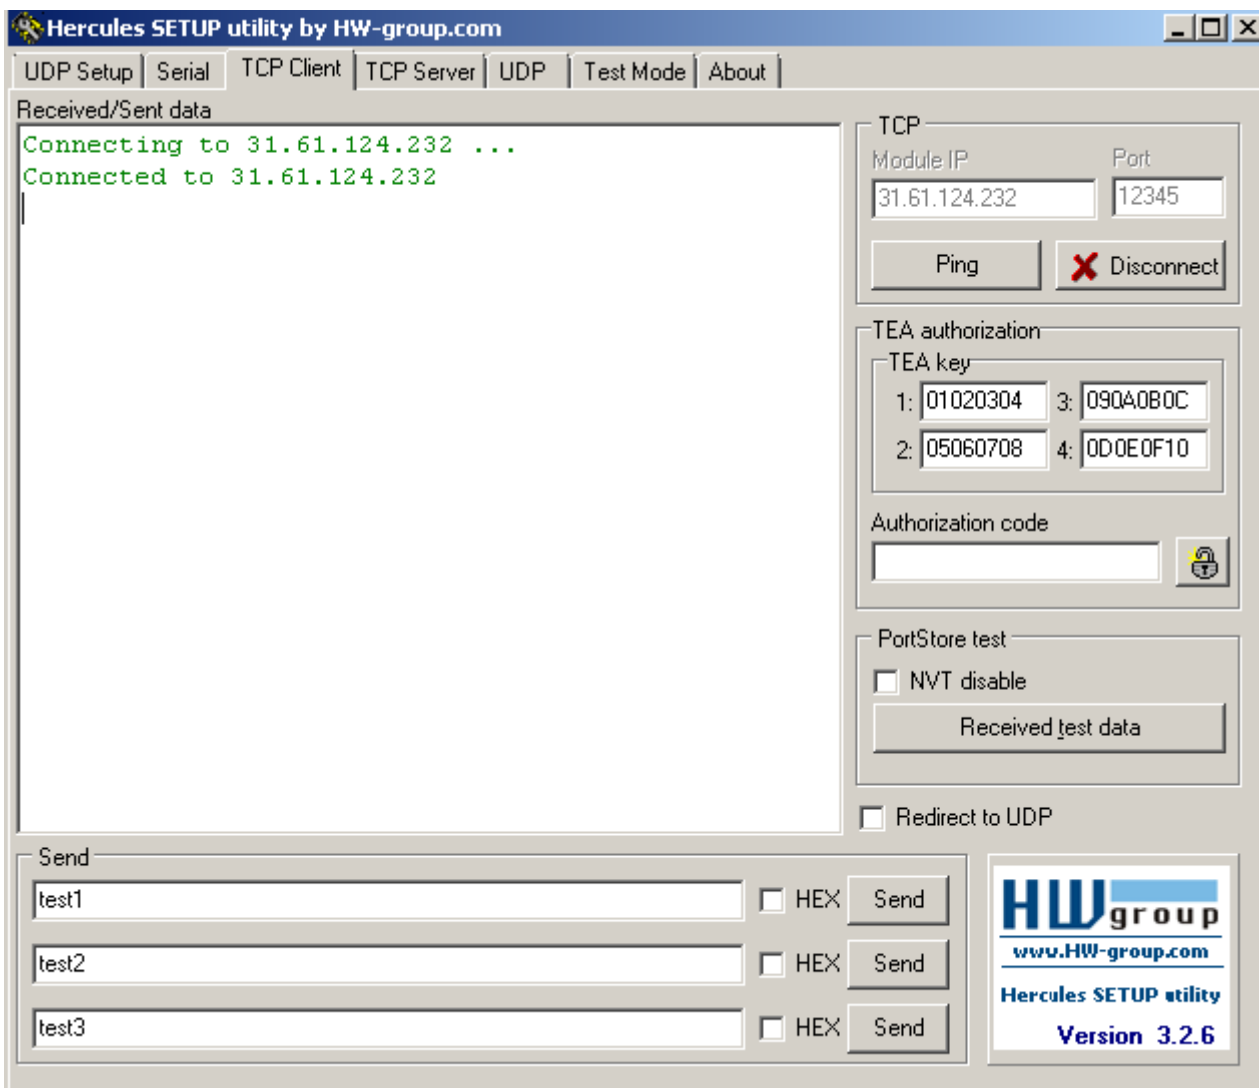 Hercules SETUP utility by HW-group.com
UDP Setup Serial TCP Client TCP Server UDP Test Mode About
Received/Sent data
Connecting to 31.61.124.232 ...
Connected to 31.61.124.232
TCP
Module IP Port
31.61.124.232 12345
Ping Disconnect
TEA authorization
TEA key
1: 01020304 3: 090A0B0C
2: 05060708 4: 0D0E0F10
Authorization code
PortStore test
NVT disable
Received test data
Redirect to UDP
Send
test1 HEX Send
test2 HEX Send
test3 HEX Send
HW group
www.HW-group.com
Hercules SETUP utility
Version 3.2.6